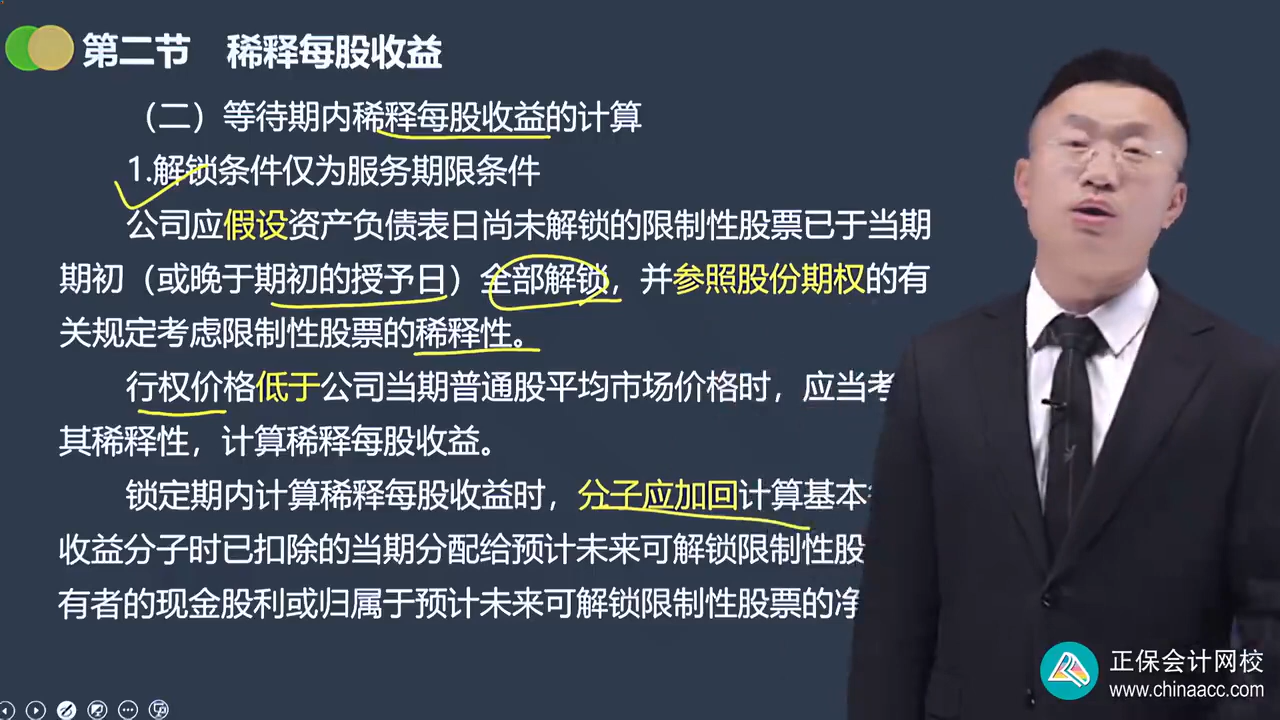 第二节 稀释每股收益
（二）等待期内稀释每股收益的计算
1.解锁条件仅为服务期限条件
公司应假设资产负债表日尚未解锁的限制性股票已于当期
期初（或晚于期初的授予日）全部解锁，并参照股份期权的有
关规定考虑限制性股票的稀释性。
行权价格低于公司当期普通股平均市场价格时，应当考
其稀释性，计算稀释每股收益。
锁定期内计算稀释每股收益时，分子应加回计算基本
收益分子时已扣除的当期分配给预计未来可解锁限制性股
有者的现金股利或归属于预计未来可解锁限制性股票的净
正保会计网校
www.chinaacc.com